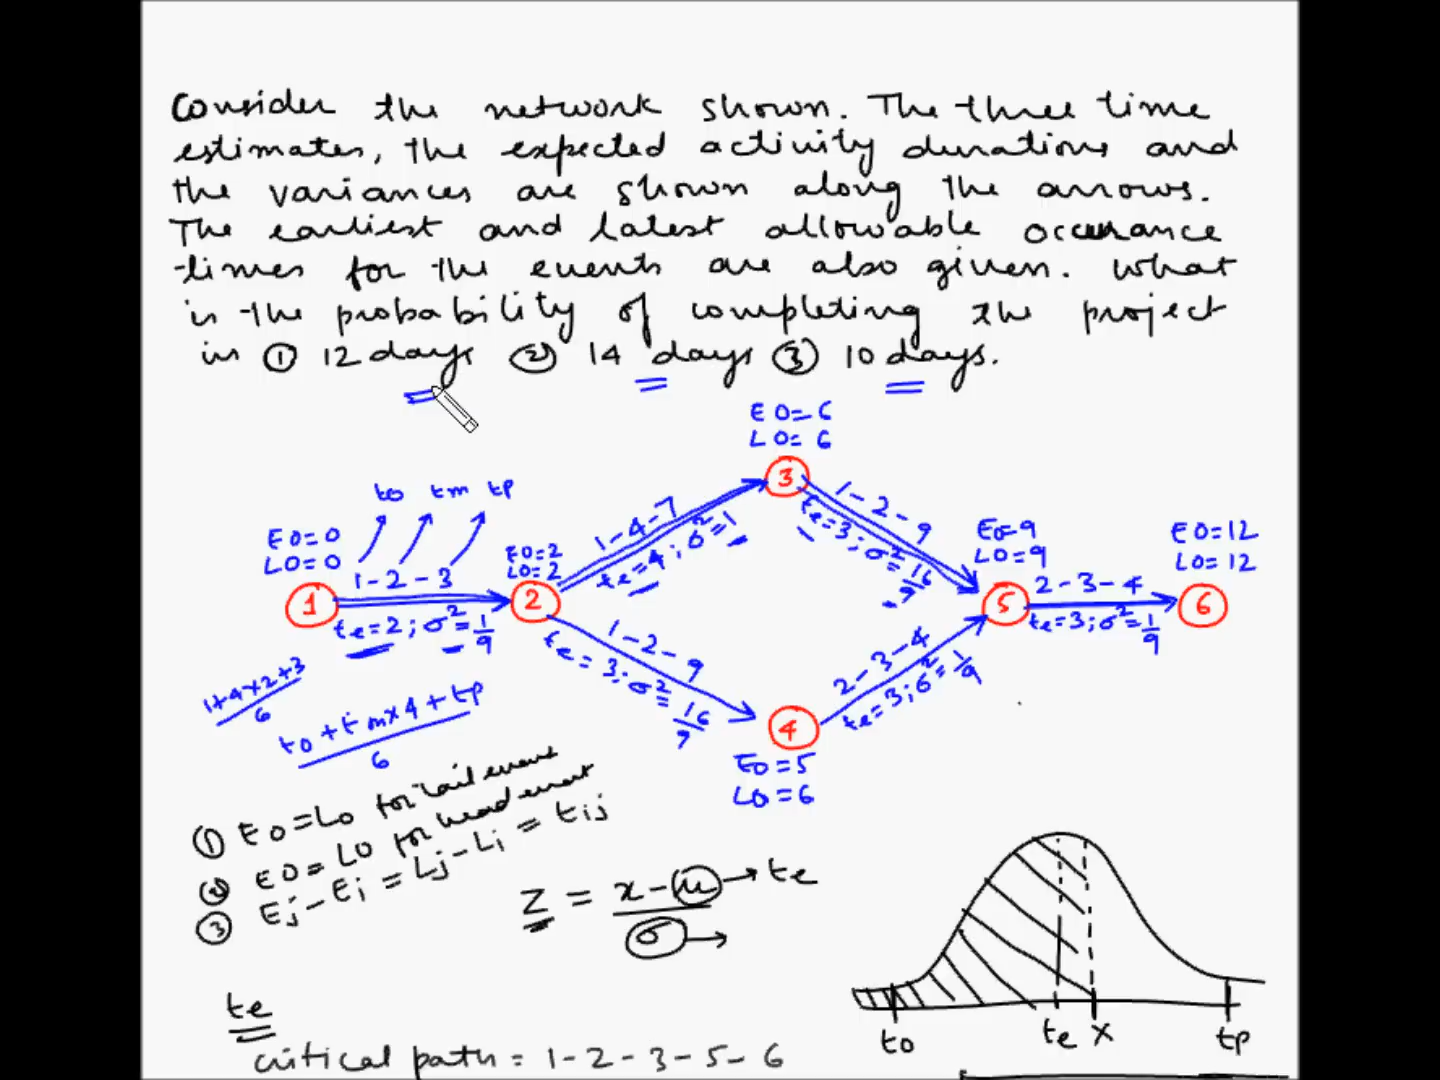 Consider the network shown. The three time
estimates, the expected activity durations and
the variances are shown along the arrows.
The earliest and latest allowable occurance
times for the events are also given. What
is the probability of completing the project
in ① 12 days ② 14 days ③ 10 days.
EO=6
LO=6
3
to tm tp
EO=0
LO=0
1-2-3
1
te=2; σ²=1/9
EO=2
LO=2
2
1-4-7
te=4; σ²=1
1-2-9
te=3; σ²=16/9
EO=9
LO=9
5
2-3-4
te=3; σ²=1/9
EO=12
LO=12
6
1-2-9
te=3; σ²=16/9
2-3-4
te=3; σ²=1/9
4
EO=5
LO=6
1+4x2+3
6
to+tmx4+tp
6
① EO=LO for tail event
② EO=LO for head event
③ Ej-Ei=Lj-Li=tij
Z = x-μ → te
σ →
to te x tp
te
critical path = 1-2-3-5-6